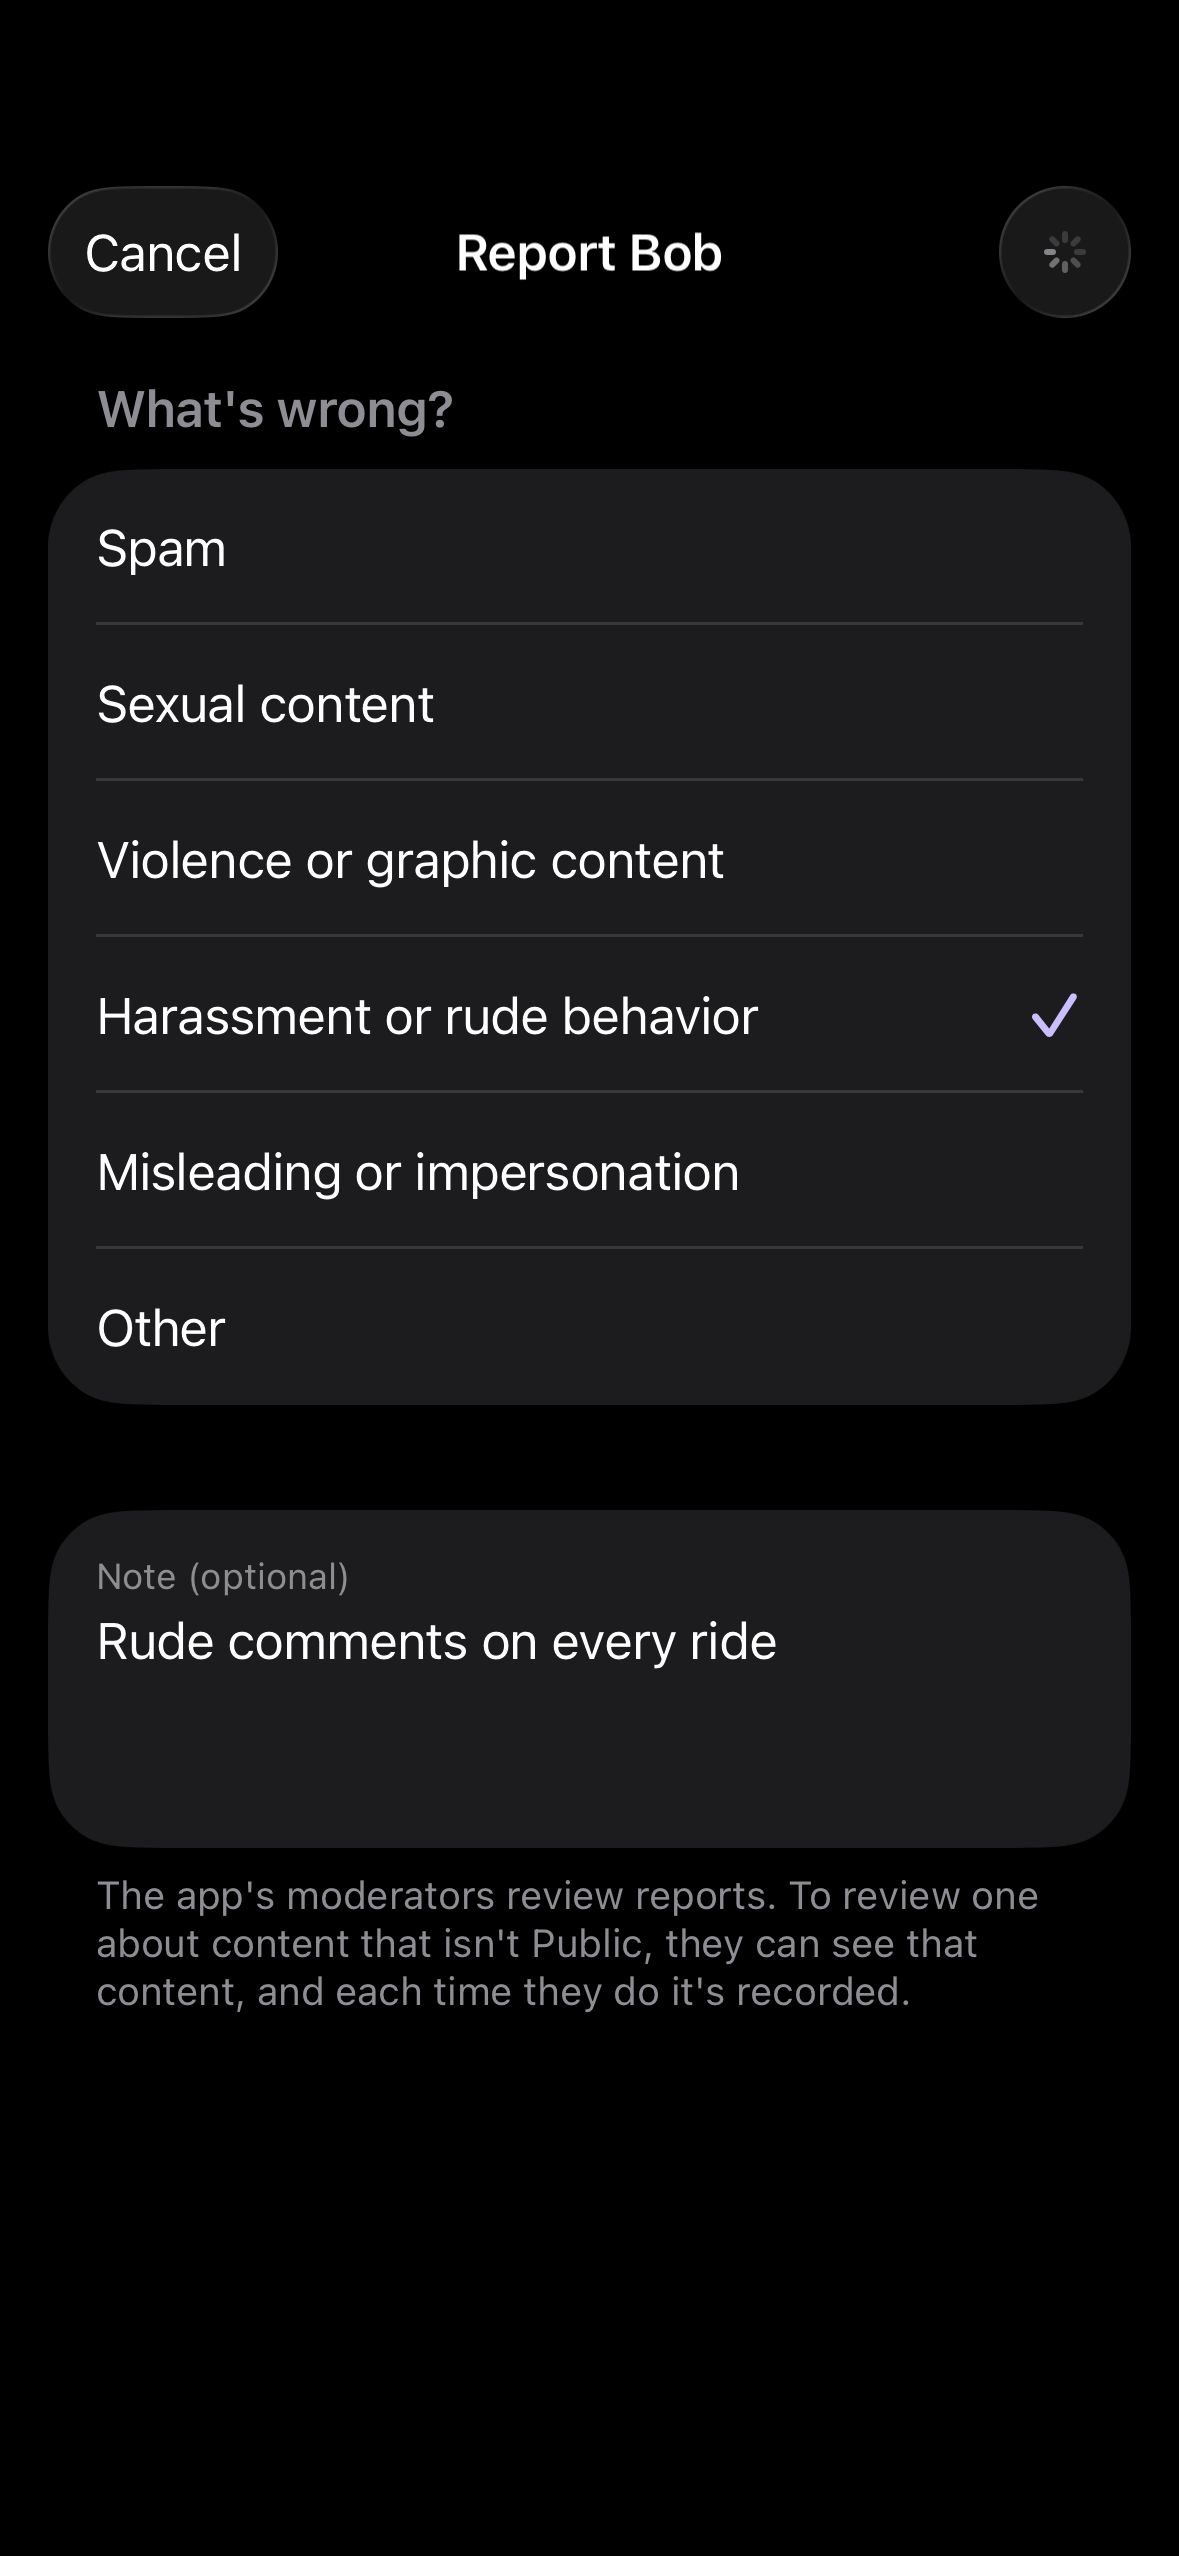 Cancel
Report Bob
What's wrong?
Spam
Sexual content
Violence or graphic content
Harassment or rude behavior
Misleading or impersonation
Other
Note (optional)
Rude comments on every ride
The app's moderators review reports. To review one
about content that isn't Public, they can see that
content, and each time they do it's recorded.